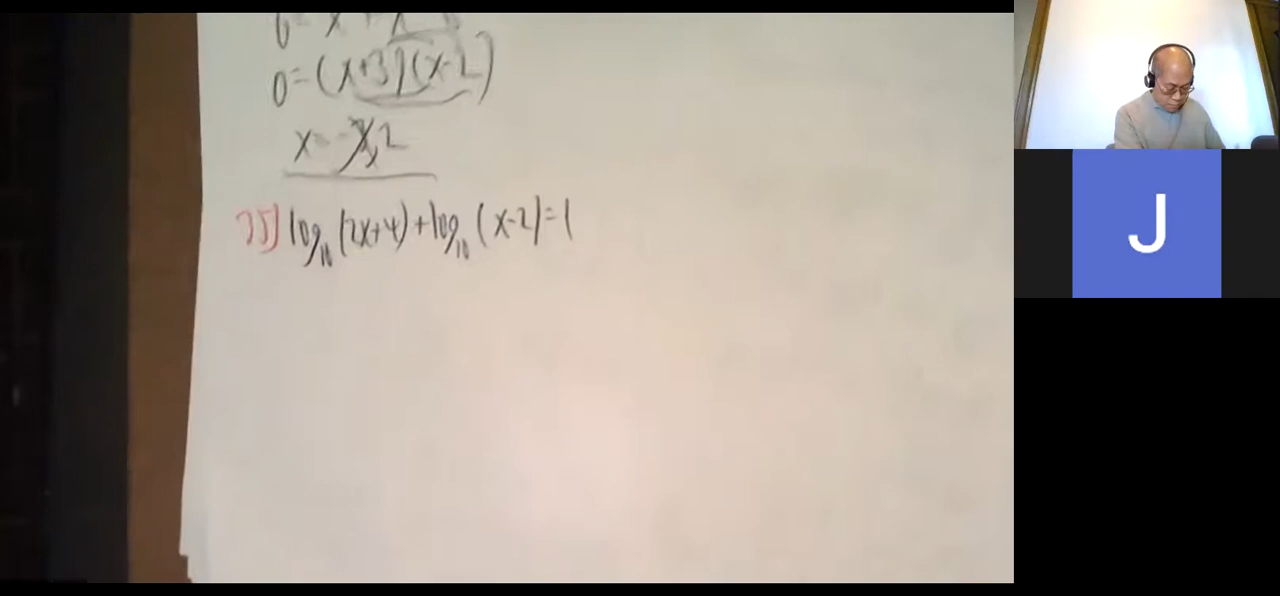 0=(x+3)(x-2)
x=-3,2
35] log₁₀(2x+4)+log₁₀(x-2)=1
J